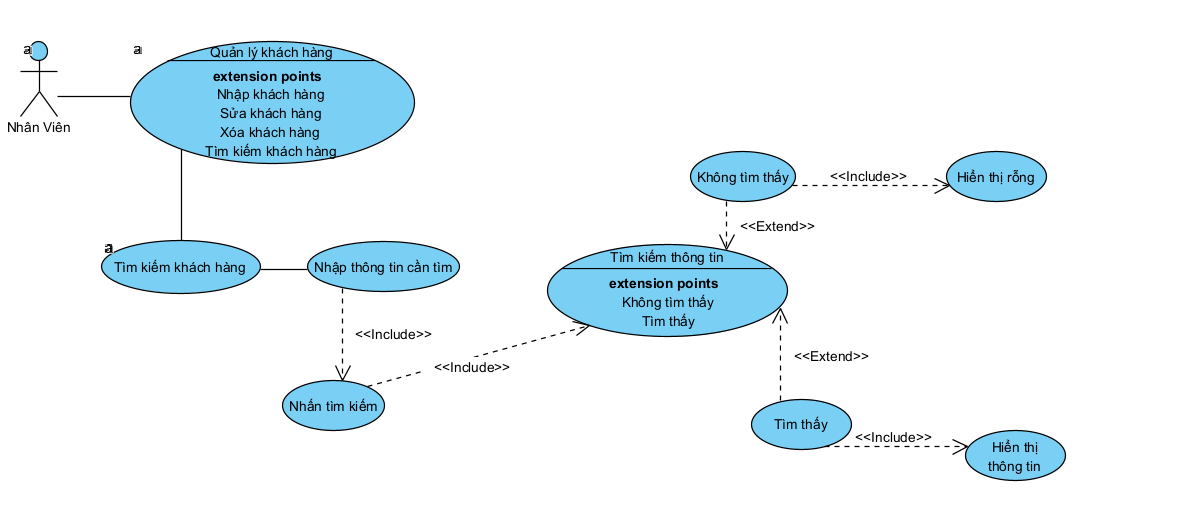 a
a
Nhân Viên
Quản lý khách hàng
extension points
Nhập khách hàng
Sửa khách hàng
Xóa khách hàng
Tìm kiếm khách hàng
Tìm kiếm khách hàng
Nhập thông tin cần tìm
<<Include>>
Nhấn tìm kiếm
<<Include>>
Không tìm thấy
<<Include>>
Hiển thị rỗng
<<Extend>>
Tìm kiếm thông tin
extension points
Không tìm thấy
Tìm thấy
<<Extend>>
Tìm thấy
<<Include>>
Hiển thị
thông tin